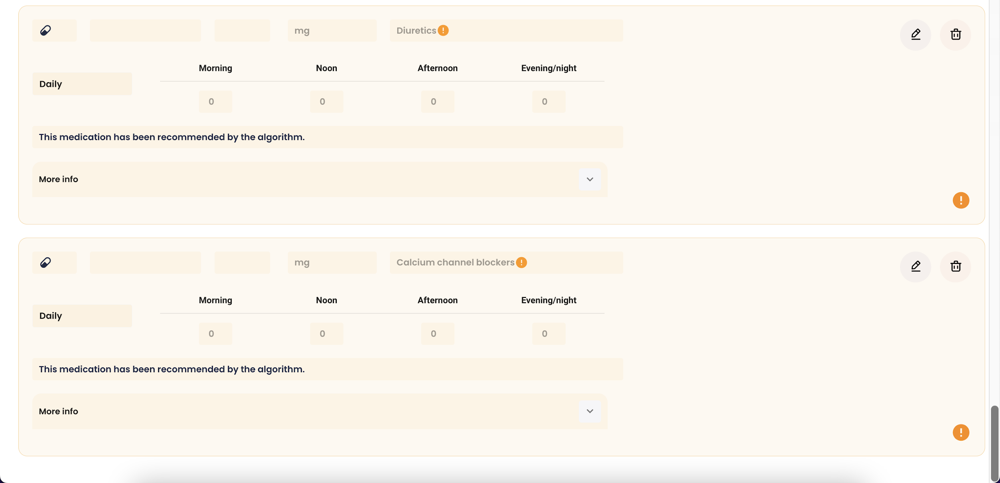 mg Diuretics
Morning Noon Afternoon Evening/night
Daily
0 0 0 0
This medication has been recommended by the algorithm.
More info
mg Calcium channel blockers
Morning Noon Afternoon Evening/night
Daily
0 0 0 0
This medication has been recommended by the algorithm.
More info